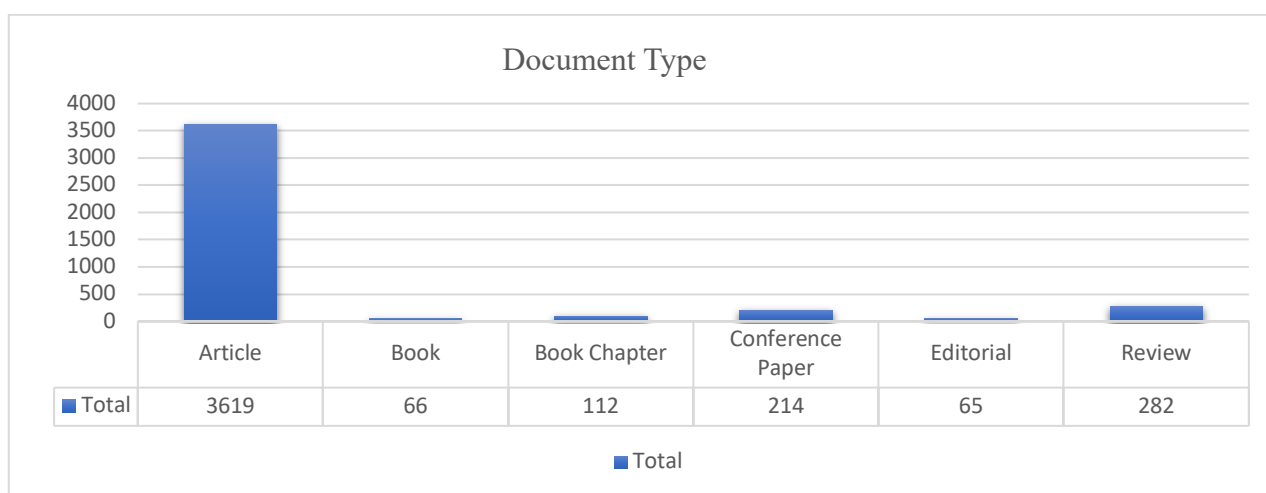 Document Type
4000
3500
3000
2500
2000
1500
1000
500
0
Article Book Book Chapter Conference Paper Editorial Review
Total 3619 66 112 214 65 282
Total